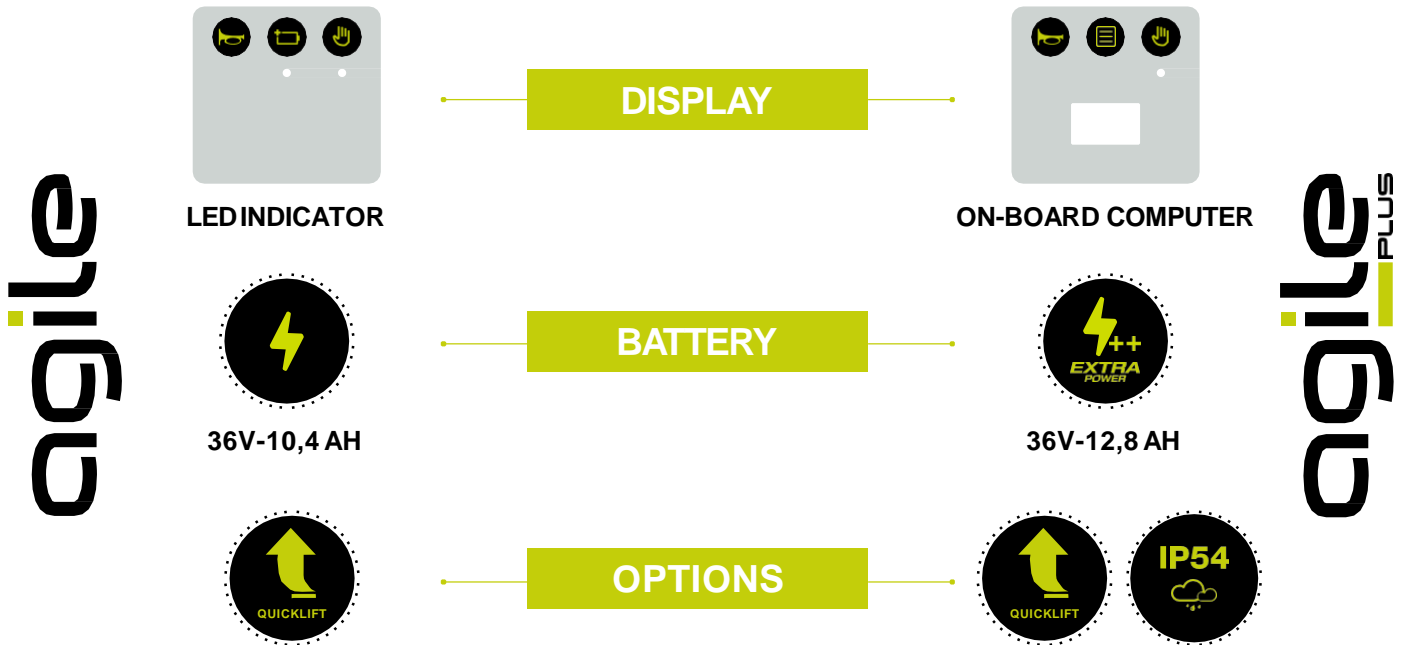 agile
DISPLAY
LED INDICATOR
ON-BOARD COMPUTER
agile PLUS
BATTERY
++
EXTRA
POWER
36V-10,4 AH
36V-12,8 AH
OPTIONS
QUICKLIFT
QUICKLIFT
IP54